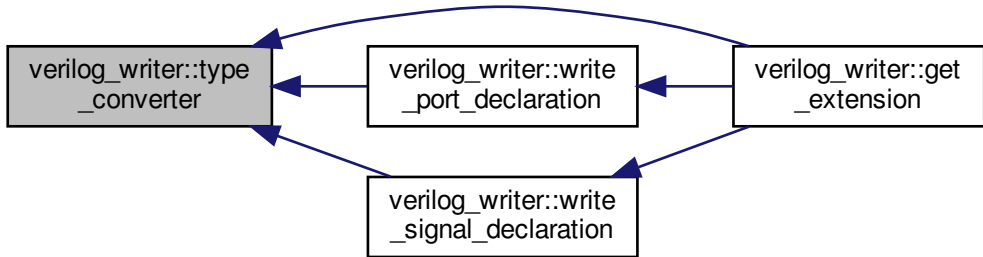 verilog_writer::type
_converter
verilog_writer::write
_port_declaration
verilog_writer::get
_extension
verilog_writer::write
_signal_declaration